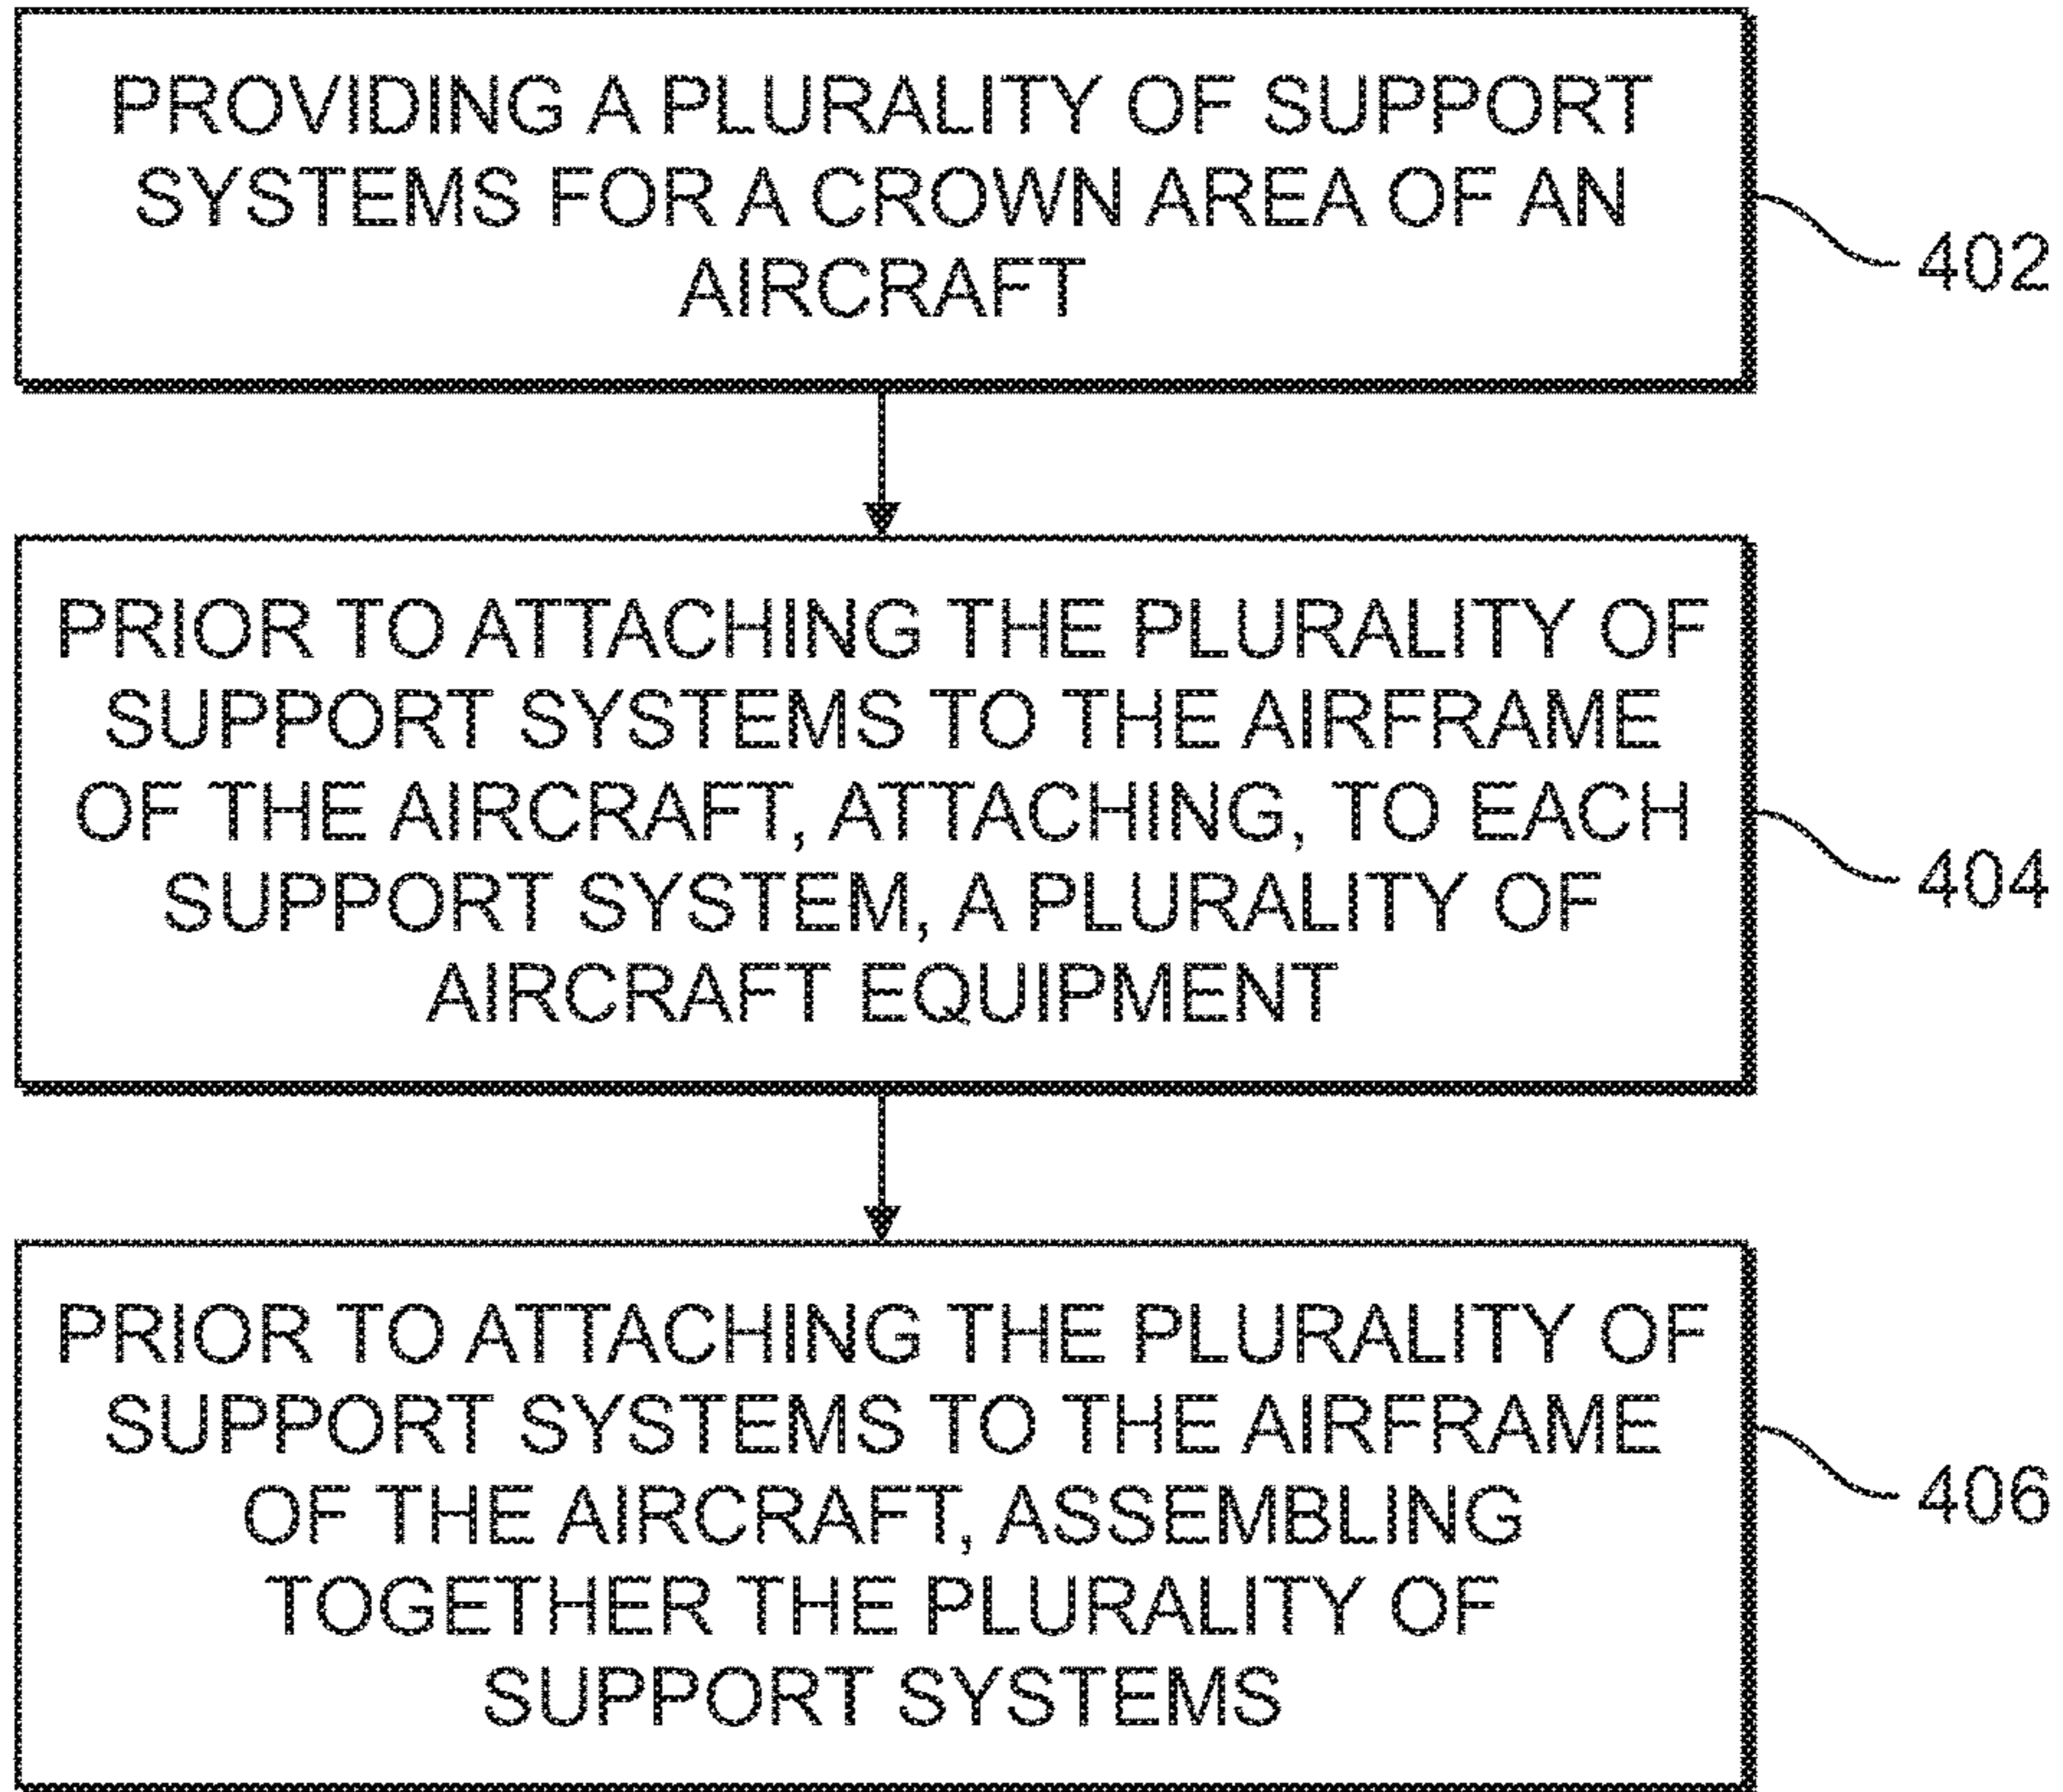 PROVIDING A PLURALITY OF SUPPORT
SYSTEMS FOR A CROWN AREA OF AN
AIRCRAFT
402
PRIOR TO ATTACHING THE PLURALITY OF
SUPPORT SYSTEMS TO THE AIRFRAME
OF THE AIRCRAFT, ATTACHING, TO EACH
SUPPORT SYSTEM, A PLURALITY OF
AIRCRAFT EQUIPMENT
404
PRIOR TO ATTACHING THE PLURALITY OF
SUPPORT SYSTEMS TO THE AIRFRAME
OF THE AIRCRAFT, ASSEMBLING
TOGETHER THE PLURALITY OF
SUPPORT SYSTEMS
406